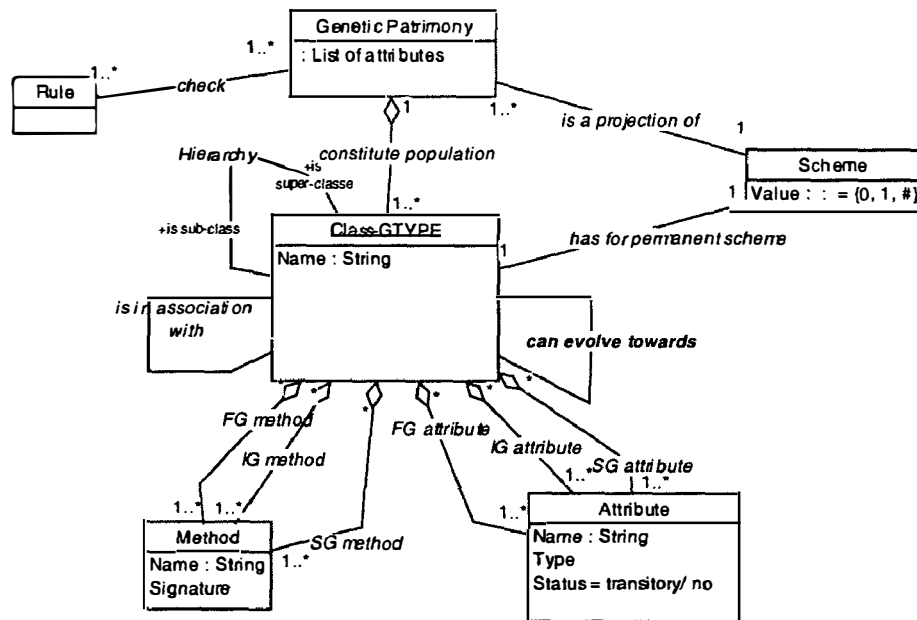 Genetic Patrimony
: List of attributes
1..*
1..*
check
Rule
1
1..*
is a projection of
1
Hierarchy
+is
super-classe
constitute population
Scheme
Value : : = {0, 1, #}
1..*
1
+is sub-class
Class-GTYPE
Name : String
1
has for permanent scheme
is in association
with
can evolve towards
*
*
*
*
*
*
FG method
IG method
FG attribute
IG attribute
SG attribute
1..*
1..*
SG method
1..*
1..*
1..*
1..*
Method
Name : String
Signature
Attribute
Name : String
Type
Status = transitory/ no